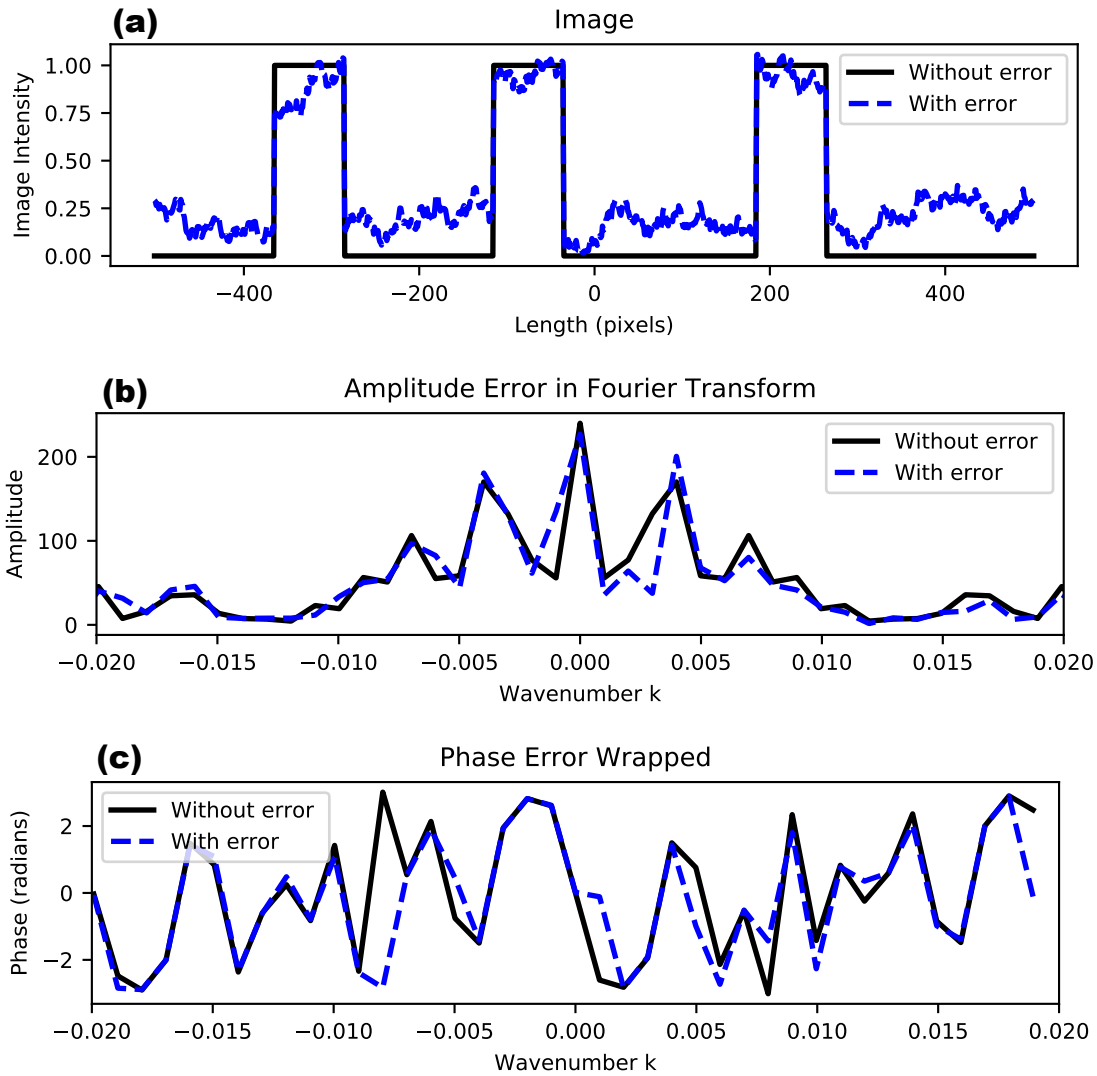 (a)
Image
Image Intensity
1.00
0.75
0.50
0.25
0.00
Without error
With error
−400
−200
0
200
400
Length (pixels)
(b)
Amplitude Error in Fourier Transform
Amplitude
200
100
0
Without error
With error
−0.020
−0.015
−0.010
−0.005
0.000
0.005
0.010
0.015
0.020
Wavenumber k
(c)
Phase Error Wrapped
Phase (radians)
2
0
−2
Without error
With error
−0.020
−0.015
−0.010
−0.005
0.000
0.005
0.010
0.015
0.020
Wavenumber k